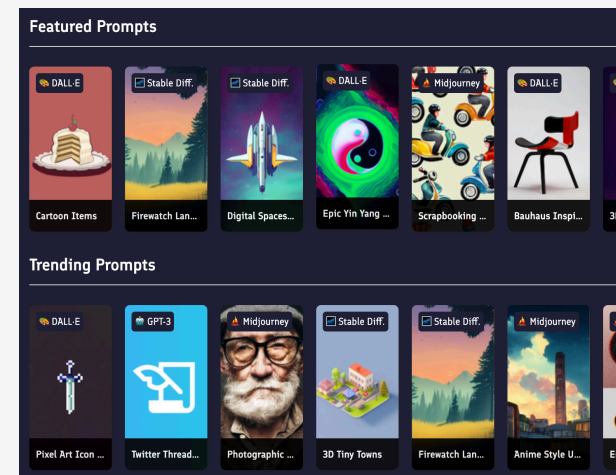 Featured Prompts
DALL·E
Stable Diff.
Stable Diff.
DALL·E
Midjourney
DALL·E
Cartoon Items
Firewatch Lan...
Digital Spaces...
Epic Yin Yang ...
Scrapbooking ...
Bauhaus Inspi...
Trending Prompts
DALL·E
GPT-3
Midjourney
Stable Diff.
Stable Diff.
Midjourney
Pixel Art Icon ...
Twitter Thread...
Photographic ...
3D Tiny Towns
Firewatch Lan...
Anime Style U...